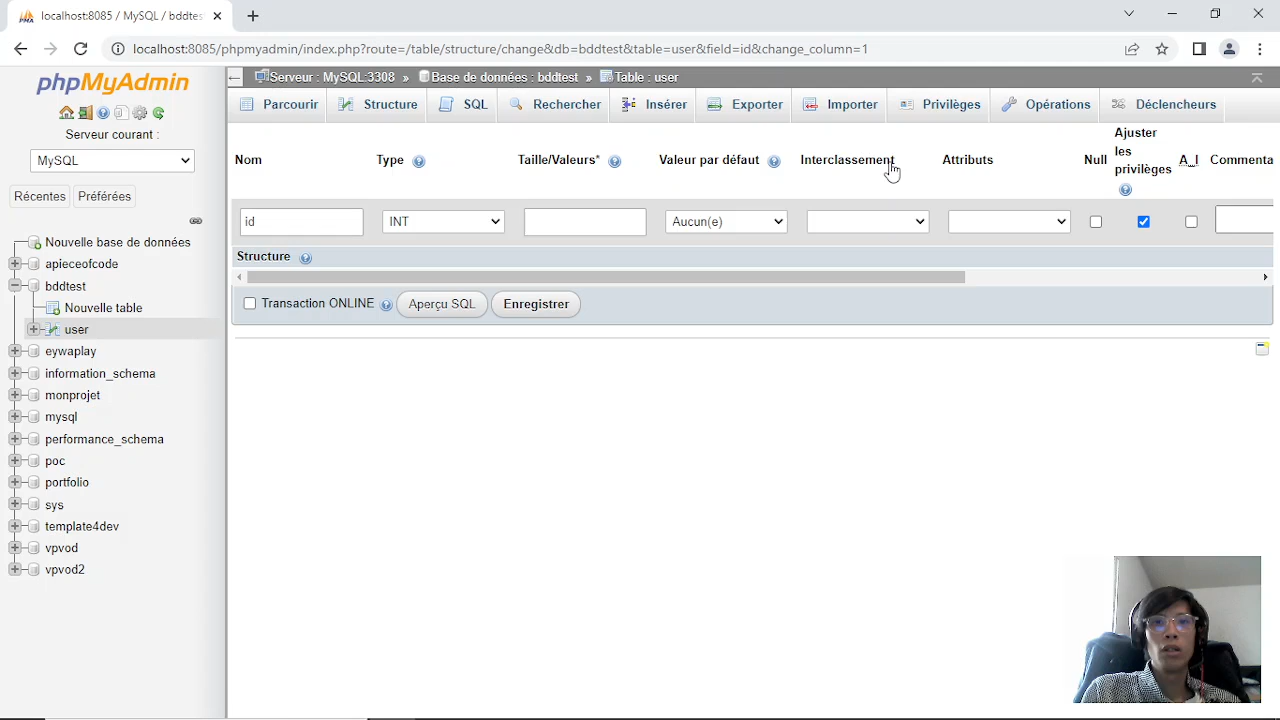 localhost:8085 / MySQL / bddtes
localhost:8085/phpmyadmin/index.php?route=/table/structure/change&db=bddtest&table=user&field=id&change_column=1
phpMyAdmin
Serveur courant :
MySQL
Récentes
Préférées
Nouvelle base de données
apieceofcode
bddtest
Nouvelle table
user
eywaplay
information_schema
monprojet
mysql
performance_schema
poc
portfolio
sys
template4dev
vpvod
vpvod2
Serveur : MySQL:3308 » Base de données : bddtest » Table : user
Parcourir Structure SQL Rechercher Insérer Exporter Importer Privilèges Opérations Déclencheurs
Nom Type Taille/Valeurs* Valeur par défaut Interclassement Attributs Null Ajuster les privilèges A_I Commenta
id INT Aucun(e)
Structure
Transaction ONLINE Aperçu SQL Enregistrer